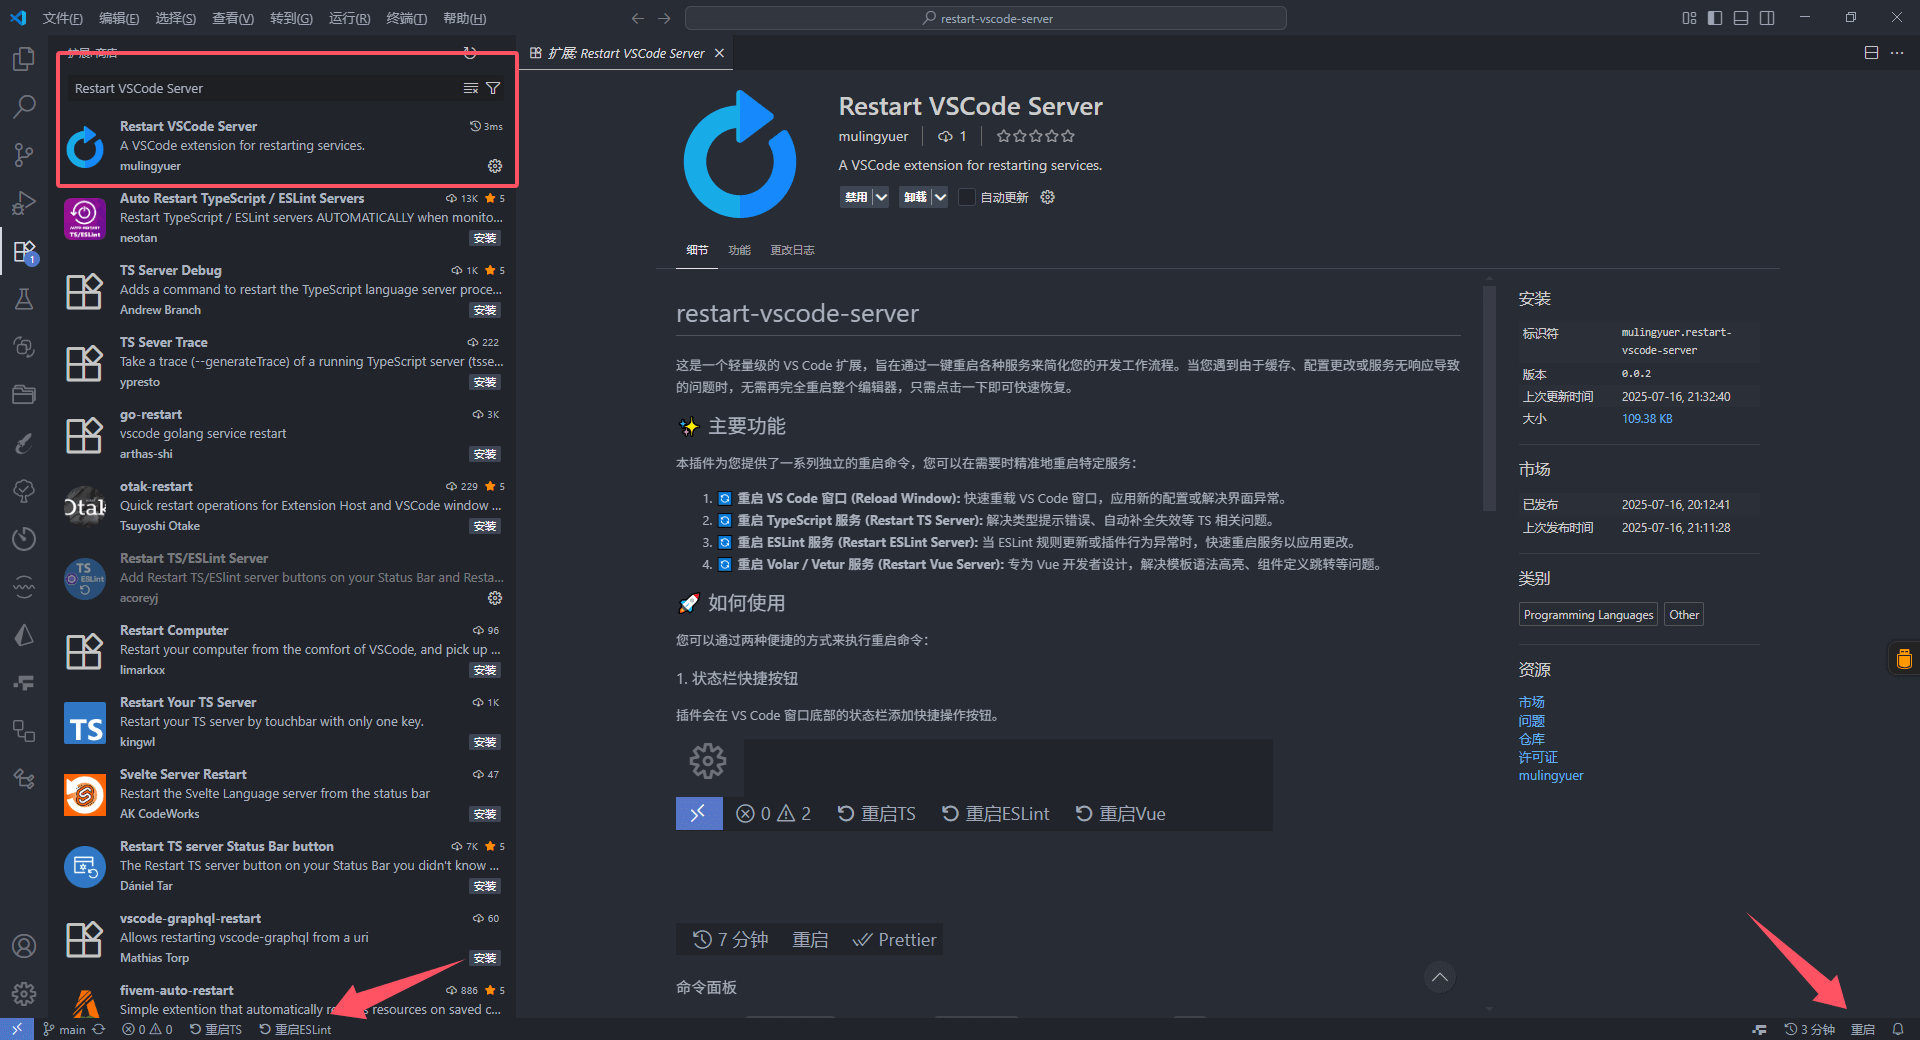 文件(F) 编辑(E) 选择(S) 查看(V) 转到(G) 运行(R) 终端(T) 帮助(H)
restart-vscode-server
扩展: 商店
扩展: Restart VSCode Server
Restart VSCode Server
Restart VSCode Server 3ms
A VSCode extension for restarting services.
mulingyuer
Auto Restart TypeScript / ESLint Servers 13K 5
Restart TypeScript / ESLint servers AUTOMATICALLY when monito...
neotan 安装
TS Server Debug 1K 5
Adds a command to restart the TypeScript language server proce...
Andrew Branch 安装
TS Sever Trace 222
Take a trace (--generateTrace) of a running TypeScript server (tsse...
ypresto 安装
go-restart 3K
vscode golang service restart
arthas-shi 安装
Otak
otak-restart 229 5
Quick restart operations for Extension Host and VSCode window ...
Tsuyoshi Otake 安装
Restart TS/ESLint Server
Add Restart TS/ESlint server buttons on your Status Bar and Resta...
acoreyj
Restart Computer 96
Restart your computer from the comfort of VSCode, and pick up ...
limarkxx 安装
TS
Restart Your TS Server 1K
Restart your TS server by touchbar with only one key.
kingwl 安装
Svelte Server Restart 47
Restart the Svelte Language server from the status bar
AK CodeWorks 安装
Restart TS server Status Bar button 7K 5
The Restart TS server button on your Status Bar you didn't know ...
Dániel Tar 安装
vscode-graphql-restart 60
Allows restarting vscode-graphql from a uri
Mathias Torp 安装
fivem-auto-restart 886 5
Simple extention that automatically resources on saved c...
Restart VSCode Server
mulingyuer 1
A VSCode extension for restarting services.
禁用 卸载 自动更新
细节 功能 更改日志
restart-vscode-server
这是一个轻量级的 VS Code 扩展，旨在通过一键重启各种服务来简化您的开发工作流程。当您遇到由于缓存、配置更改或服务无响应导致
的问题时，无需再完全重启整个编辑器，只需点击一下即可快速恢复。
✨ 主要功能
本插件为您提供了一系列独立的重启命令，您可以在需要时精准地重启特定服务：
1. 🔄 重启 VS Code 窗口 (Reload Window): 快速重载 VS Code 窗口，应用新的配置或解决界面异常。
2. 🔄 重启 TypeScript 服务 (Restart TS Server): 解决类型提示错误、自动补全失效等 TS 相关问题。
3. 🔄 重启 ESLint 服务 (Restart ESLint Server): 当 ESLint 规则更新或插件行为异常时，快速重启服务以应用更改。
4. 🔄 重启 Volar / Vetur 服务 (Restart Vue Server): 专为 Vue 开发者设计，解决模板语法高亮、组件定义跳转等问题。
🚀 如何使用
您可以通过两种便捷的方式来执行重启命令：
1. 状态栏快捷按钮
插件会在 VS Code 窗口底部的状态栏添加快捷操作按钮。
0 2 重启TS 重启ESLint 重启Vue
7 分钟 重启 Prettier
命令面板
安装
标识符 mulingyuer.restart-
vscode-server
版本 0.0.2
上次更新时间 2025-07-16, 21:32:40
大小 109.38 KB
市场
已发布 2025-07-16, 20:12:41
上次发布时间 2025-07-16, 21:11:28
类别
Programming Languages Other
资源
市场
问题
仓库
许可证
mulingyuer
1
main 0 0 重启TS 重启ESLint
3 分钟 重启